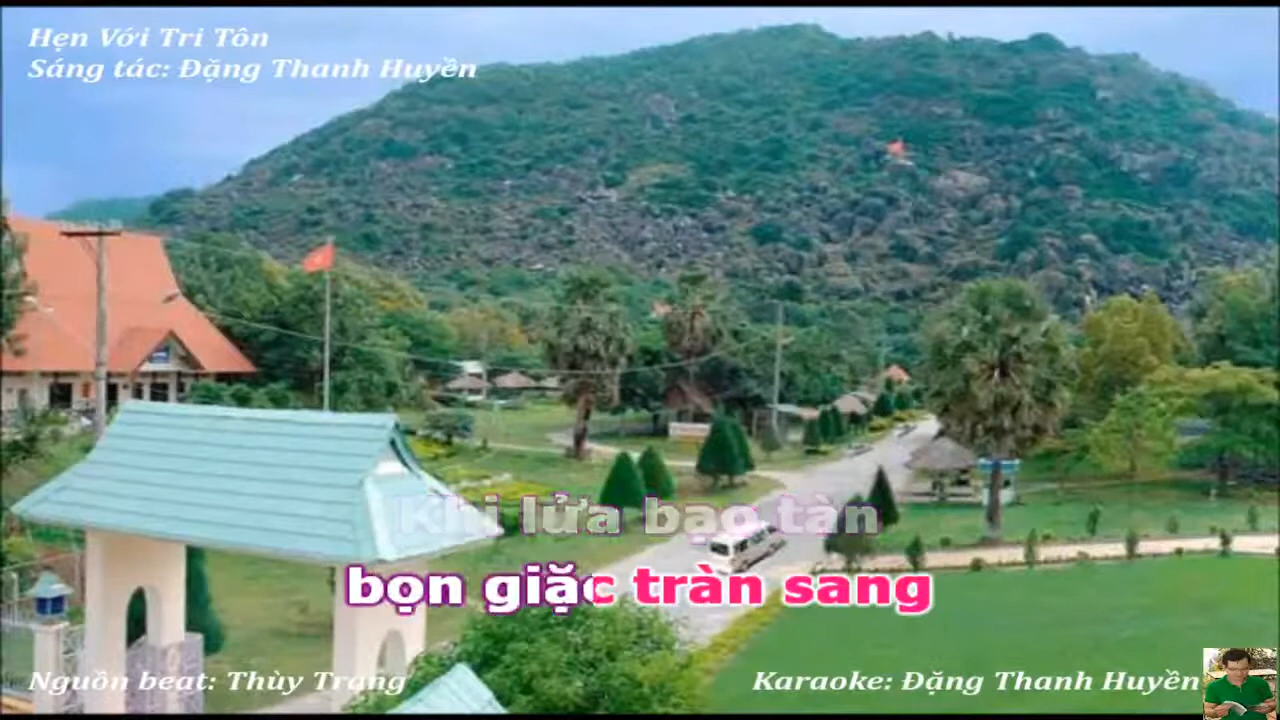 Hẹn Với Tri Tôn
Sáng tác: Đặng Thanh Huyền
Khi lửa bạo tàn
bọn giặc tràn sang
Nguồn beat: Thùy Trang
Karaoke: Đặng Thanh Huyền